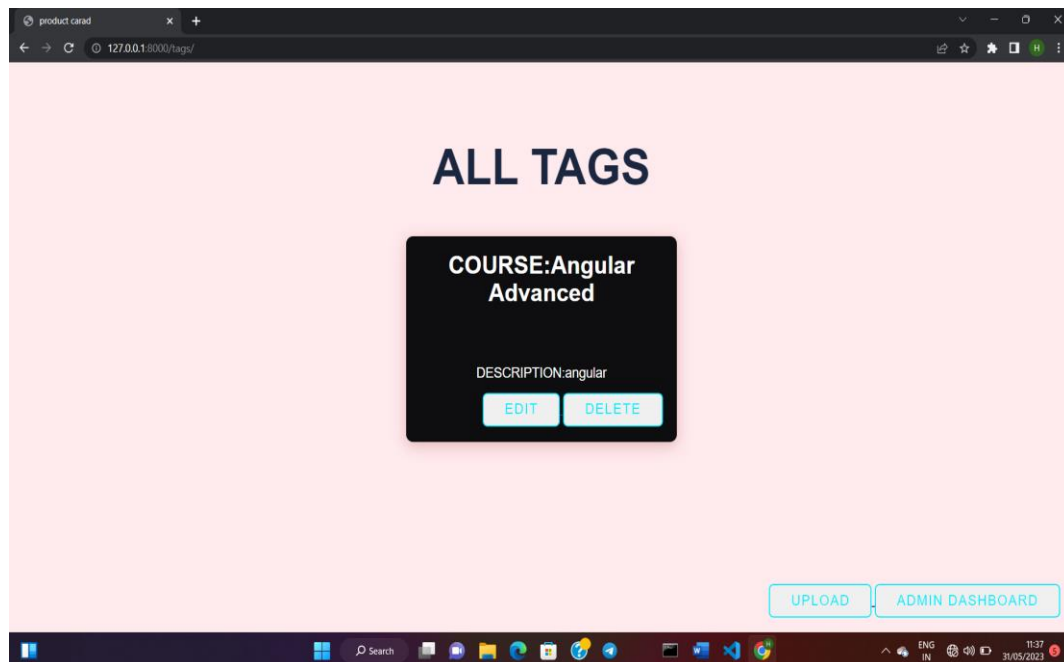 product carad
127.0.0.1:8000/tags/
H
ALL TAGS
COURSE:Angular
Advanced
DESCRIPTION:angular
EDIT DELETE
UPLOAD ADMIN DASHBOARD
Search
ENG
IN
11:37
31/05/2023
5